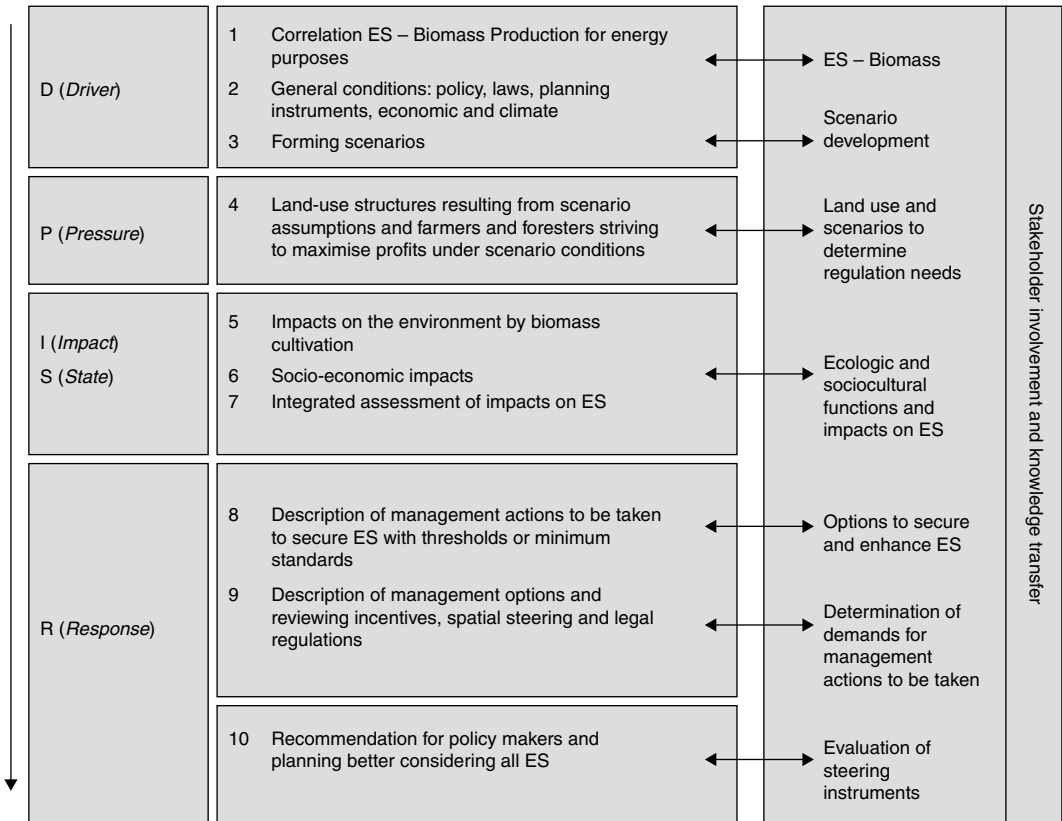 D (Driver)
1 Correlation ES – Biomass Production for energy
purposes
2 General conditions: policy, laws, planning
instruments, economic and climate
3 Forming scenarios
ES – Biomass
Scenario
development
P (Pressure)
4 Land-use structures resulting from scenario
assumptions and farmers and foresters striving
to maximise profits under scenario conditions
Land use and
scenarios to
determine
regulation needs
I (Impact)
S (State)
5 Impacts on the environment by biomass
cultivation
6 Socio-economic impacts
7 Integrated assessment of impacts on ES
Ecologic and
sociocultural
functions and
impacts on ES
R (Response)
8 Description of management actions to be taken
to secure ES with thresholds or minimum
standards
9 Description of management options and
reviewing incentives, spatial steering and legal
regulations
Options to secure
and enhance ES
Determination of
demands for
management
actions to be taken
10 Recommendation for policy makers and
planning better considering all ES
Evaluation of
steering
instruments
Stakeholder involvement and knowledge transfer